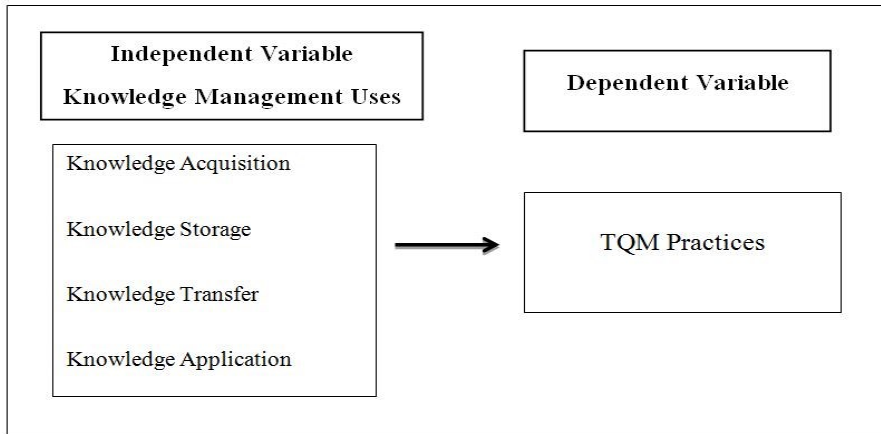 Independent Variable
Knowledge Management Uses
Dependent Variable
Knowledge Acquisition
Knowledge Storage
Knowledge Transfer
Knowledge Application
TQM Practices